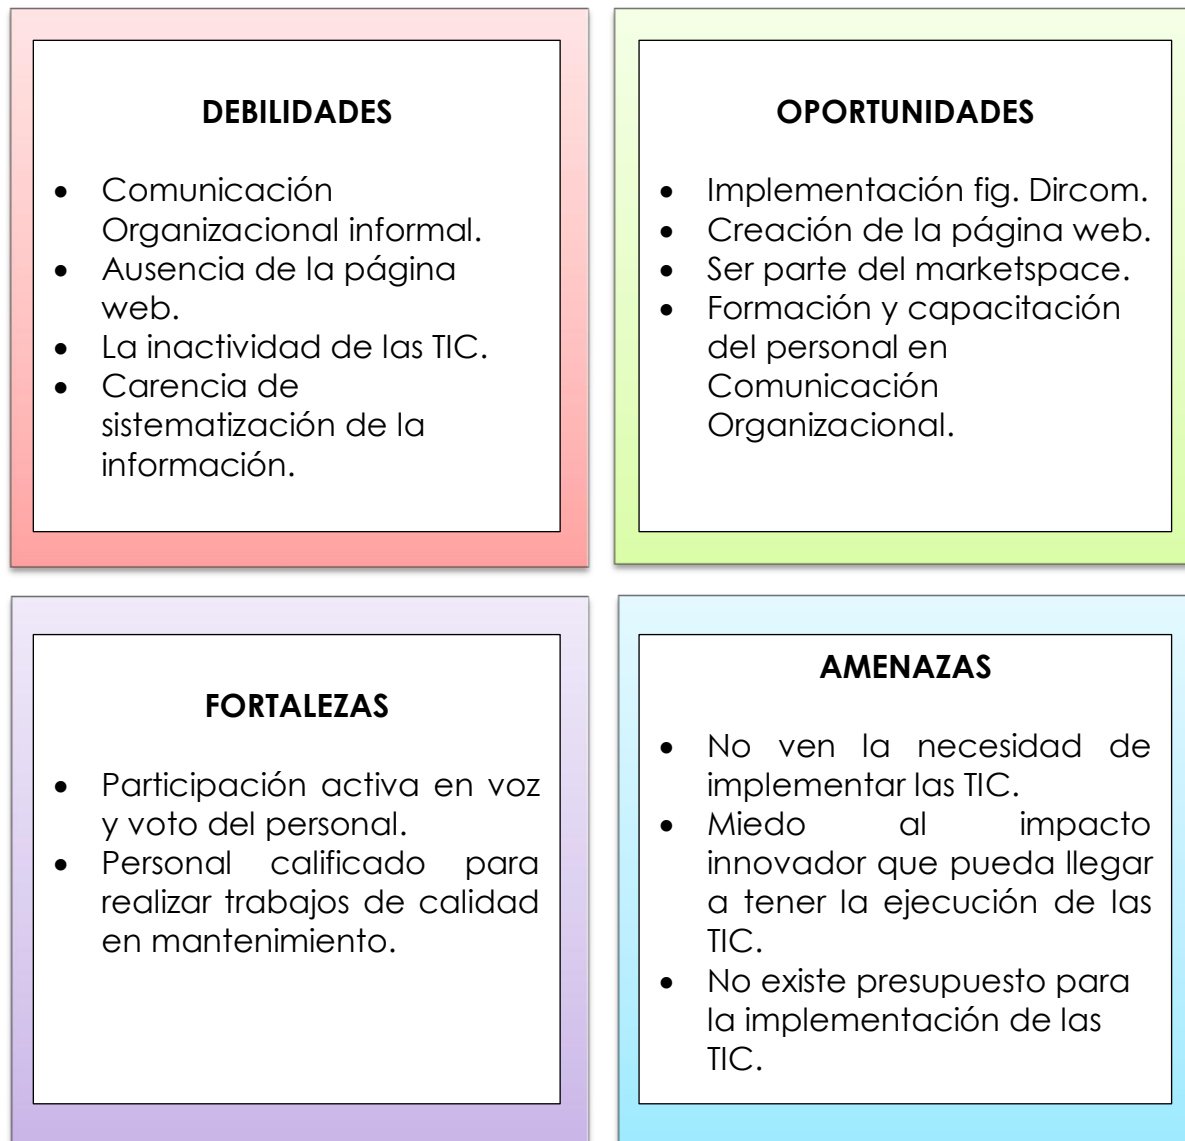 DEBILIDADES
• Comunicación
Organizacional informal.
• Ausencia de la página
web.
• La inactividad de las TIC.
• Carencia de
sistematización de la
información.
OPORTUNIDADES
• Implementación fig. Dircom.
• Creación de la página web.
• Ser parte del marketspace.
• Formación y capacitación
del personal en
Comunicación
Organizacional.
FORTALEZAS
• Participación activa en voz
y voto del personal.
• Personal calificado para
realizar trabajos de calidad
en mantenimiento.
AMENAZAS
• No ven la necesidad de
implementar las TIC.
• Miedo al impacto
innovador que pueda llegar
a tener la ejecución de las
TIC.
• No existe presupuesto para
la implementación de las
TIC.